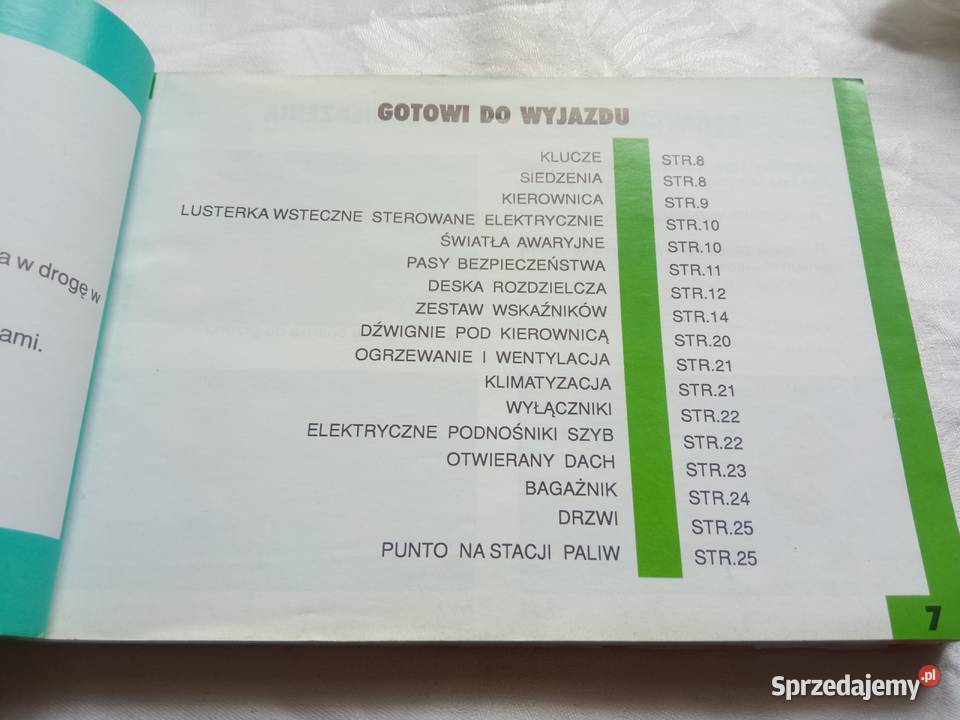 a w drogę w
ami.
GOTOWI DO WYJAZDU
KLUCZE STR.8
SIEDZENIA STR.8
KIEROWNICA STR.9
LUSTERKA WSTECZNE STEROWANE ELEKTRYCZNIE STR.10
ŚWIATŁA AWARYJNE STR.10
PASY BEZPIECZEŃSTWA STR.11
DESKA ROZDZIELCZA STR.12
ZESTAW WSKAŹNIKÓW STR.14
DŹWIGNIE POD KIEROWNICĄ STR.20
OGRZEWANIE I WENTYLACJA STR.21
KLIMATYZACJA STR.21
WYŁĄCZNIKI STR.22
ELEKTRYCZNE PODNOŚNIKI SZYB STR.22
OTWIERANY DACH STR.23
BAGAŻNIK STR.24
DRZWI STR.25
PUNTO NA STACJI PALIW STR.25
7
Sprzedajemy.pl